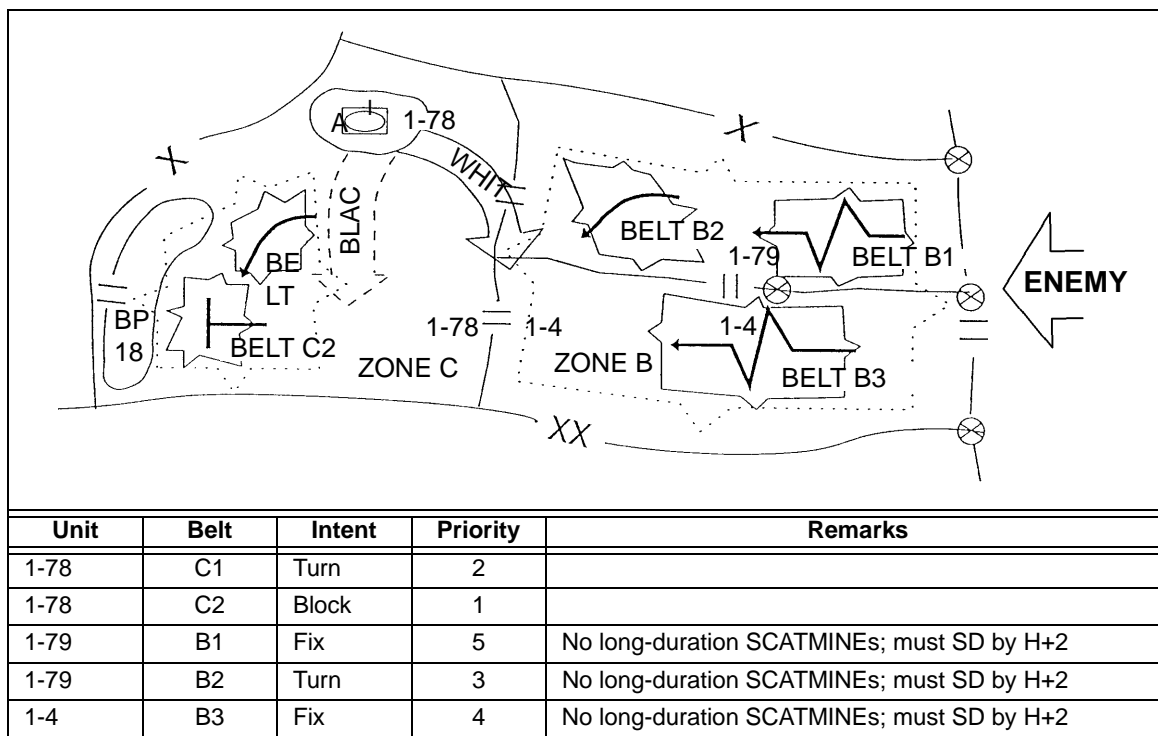 X
A
1-78
WHIT
X
BLAC
BELT B2
BELT B1
1-79
BE
LT
ENEMY
BP
18
BELT C2
1-78
1-4
1-4
ZONE C
ZONE B
BELT B3
XX
Unit Belt Intent Priority Remarks
1-78 C1 Turn 2
1-78 C2 Block 1
1-79 B1 Fix 5 No long-duration SCATMINEs; must SD by H+2
1-79 B2 Turn 3 No long-duration SCATMINEs; must SD by H+2
1-4 B3 Fix 4 No long-duration SCATMINEs; must SD by H+2